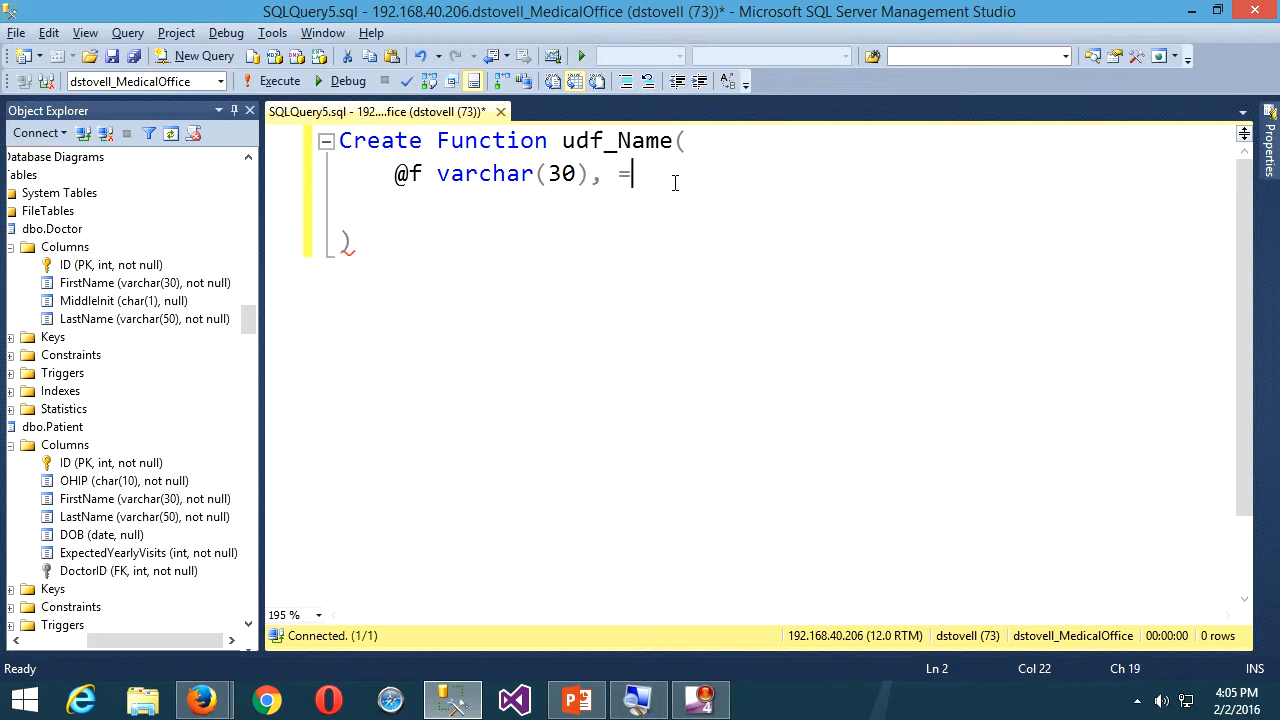 SQLQuery5.sql - 192.168.40.206.dstovell_MedicalOffice (dstovell (73))* - Microsoft SQL Server Management Studio
File Edit View Query Project Debug Tools Window Help
New Query
dstovell_MedicalOffice Execute Debug
Object Explorer
SQLQuery5.sql - 192....fice (dstovell (73))*
Connect
Create Function udf_Name(
@f varchar(30), =
)
Database Diagrams
ables
System Tables
FileTables
dbo.Doctor
Columns
ID (PK, int, not null)
FirstName (varchar(30), not null)
MiddleInit (char(1), null)
LastName (varchar(50), not null)
Keys
Constraints
Triggers
Indexes
Statistics
dbo.Patient
Columns
ID (PK, int, not null)
OHIP (char(10), not null)
FirstName (varchar(30), not null)
LastName (varchar(50), not null)
DOB (date, null)
ExpectedYearlyVisits (int, not null)
DoctorID (FK, int, not null)
Keys
Constraints
Triggers
Properties
195 %
Connected. (1/1)
192.168.40.206 (12.0 RTM) dstovell (73) dstovell_MedicalOffice 00:00:00 0 rows
Ready
Ln 2 Col 22 Ch 19 INS
4:05 PM
2/2/2016